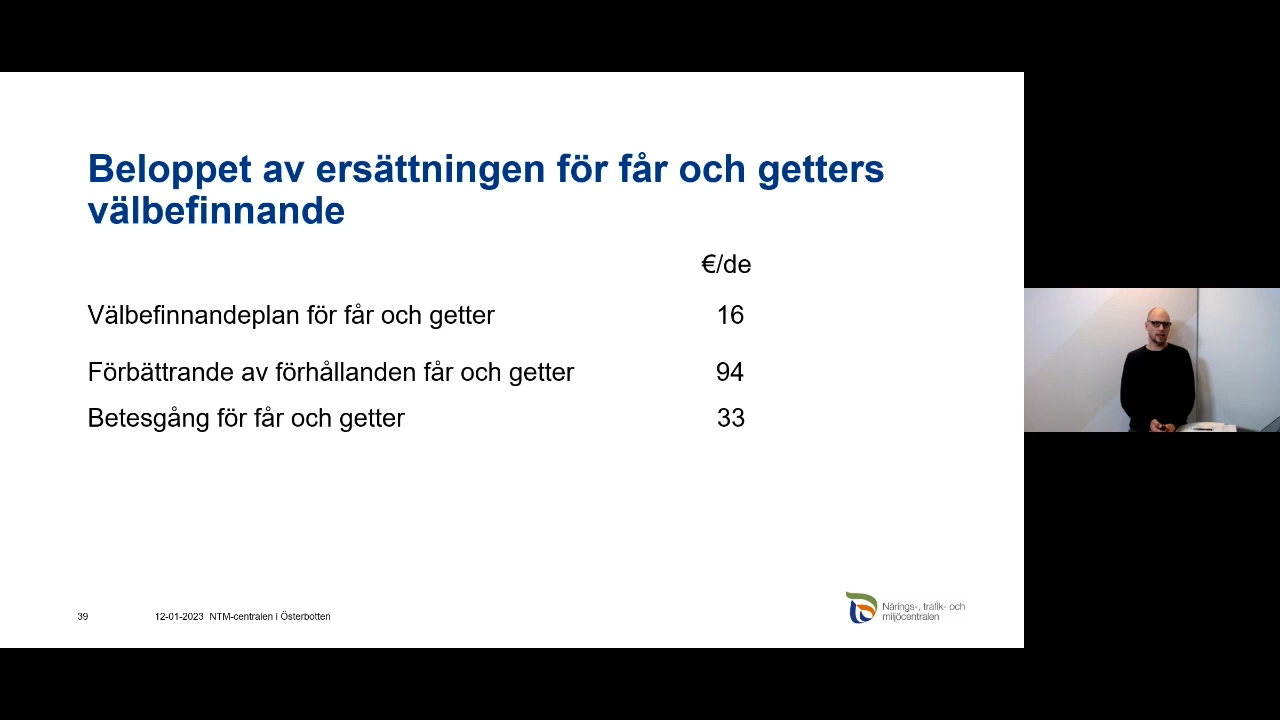 Beloppet av ersättningen för får och getters
välbefinnande
€/de
Välbefinnandeplan för får och getter 16
Förbättrande av förhållanden får och getter 94
Betesgång för får och getter 33
39 12-01-2023 NTM-centralen i Österbotten
Närings-, trafik- och
miljöcentralen